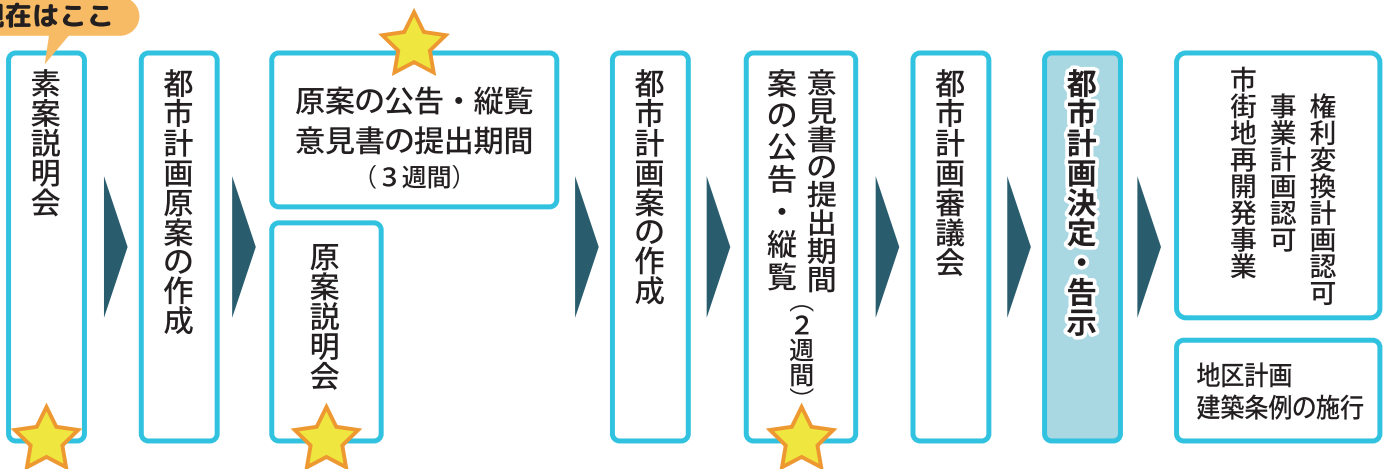 現在はここ
素案説明会
都市計画原案の作成
原案の公告・縦覧
意見書の提出期間
（３週間）
原案説明会
都市計画案の作成
意見書の提出期間
案の公告・縦覧
（２週間）
都市計画審議会
都市計画決定・告示
権利変換計画認可
事業計画認可
市街地再開発事業
地区計画
建築条例の施行